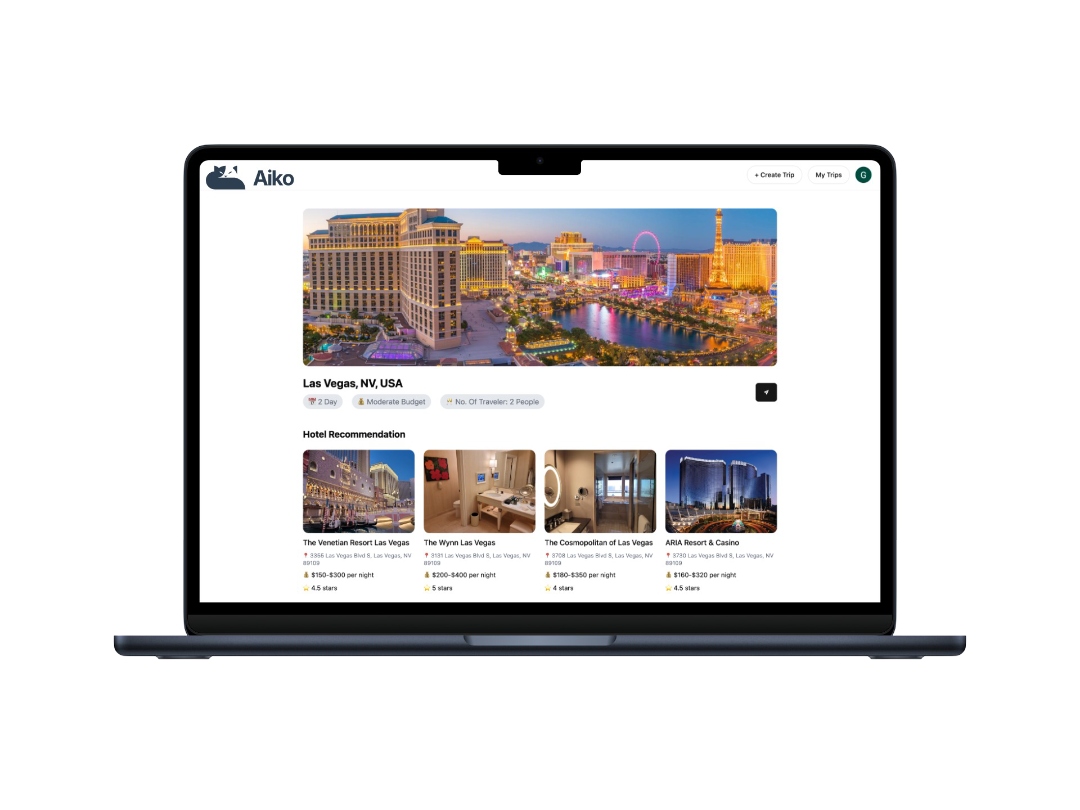 Aiko
+ Create Trip
My Trips
G
Las Vegas, NV, USA
2 Day
Moderate Budget
No. Of Traveler: 2 People
Hotel Recommendation
The Venetian Resort Las Vegas
3355 Las Vegas Blvd S, Las Vegas, NV
89109
$150-$300 per night
4.5 stars
The Wynn Las Vegas
3131 Las Vegas Blvd S, Las Vegas, NV
89109
$200-$400 per night
5 stars
The Cosmopolitan of Las Vegas
3708 Las Vegas Blvd S, Las Vegas, NV
89109
$180-$350 per night
4 stars
ARIA Resort & Casino
3730 Las Vegas Blvd S, Las Vegas, NV
89109
$160-$320 per night
4.5 stars